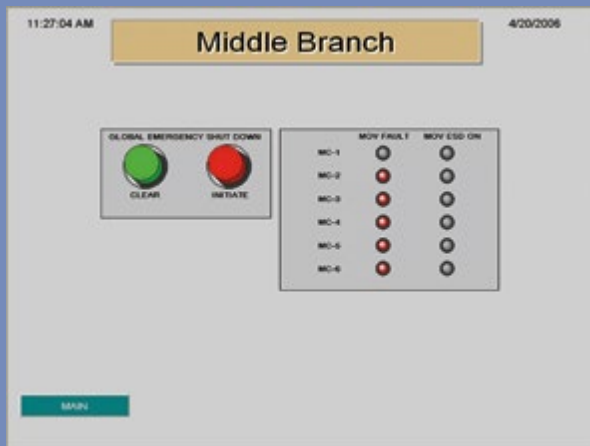 11:27:04 AM
Middle Branch
4/20/2006
GLOBAL EMERGENCY SHUT DOWN
CLEAR
INITIATE
MOV FAULT
MOV ESD ON
MC-1
MC-2
MC-3
MC-4
MC-5
MC-6
MAIN